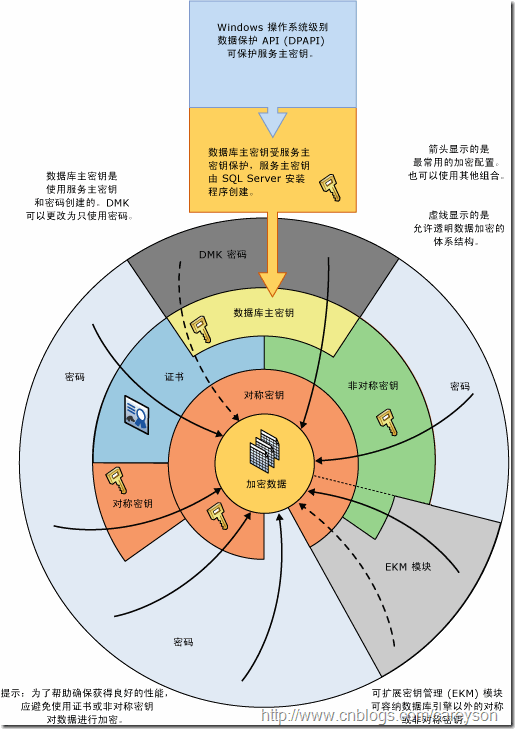 Windows 操作系统级别
数据保护 API (DPAPI)
可保护服务主密钥。
数据库主密钥受服务主
密钥保护，服务主密钥
由 SQL Server 安装
程序创建。
数据库主密钥是
使用服务主密钥
和密码创建的。DMK
可以更改为只使用密码。
箭头显示的是
最常用的加密配置。
也可以使用其他组合。
虚线显示的是
允许透明数据加密的
体系结构。
DMK 密码
数据库主密钥
密码
证书
对称密钥
非对称密钥
密码
加密数据
对称密钥
EKM 模块
密码
提示：为了帮助确保获得良好的性能，
应避免使用证书或非对称密钥
对数据进行加密。
可扩展密钥管理 (EKM) 模块
可容纳数据库引擎以外的对称
或非对称密钥。
http://www.cnblogs.com/careyson